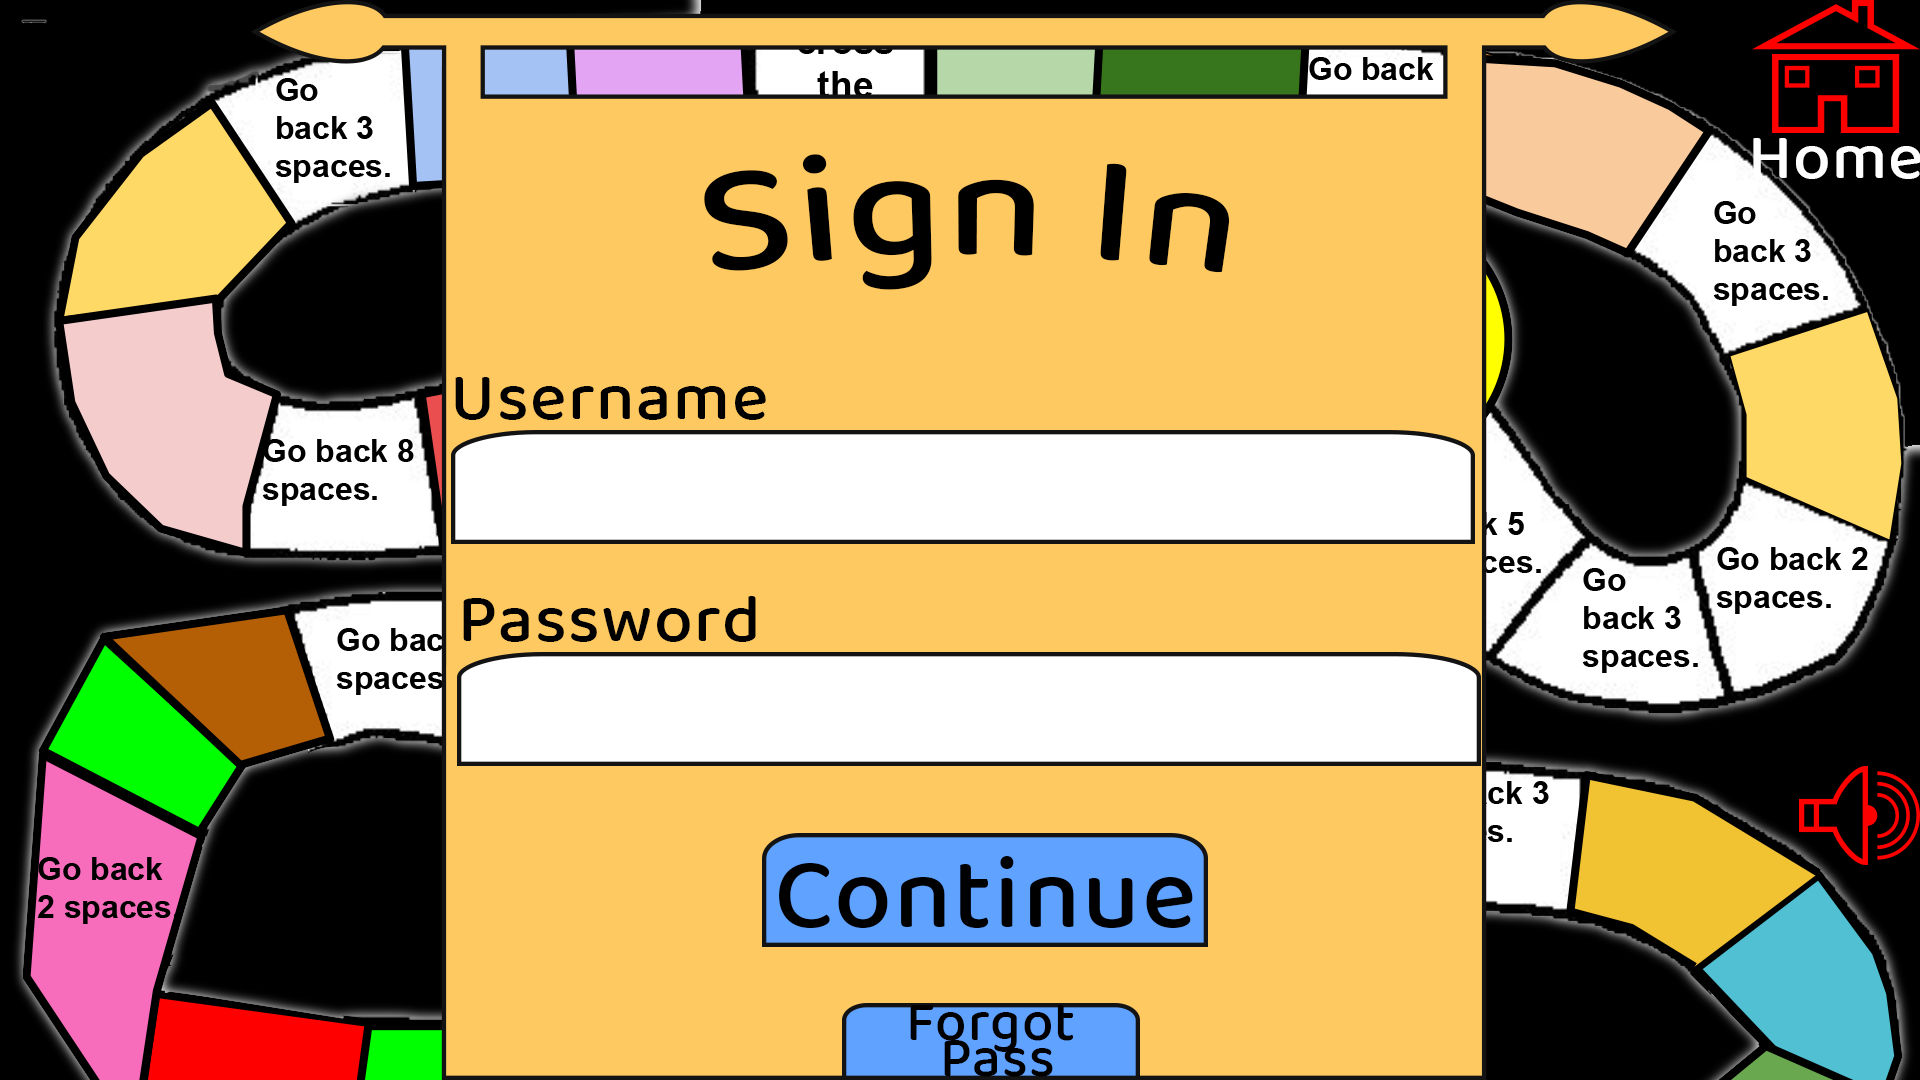 the
Go back
Go
back 3
spaces.
Home
Sign In
Go
back 3
spaces.
Username
Go back 8
spaces.
k 5
ces.
Go back 2
spaces.
Go
back 3
spaces.
Password
Go bac
spaces
ck 3
s.
Go back
2 spaces
Continue
Forgot
Pass